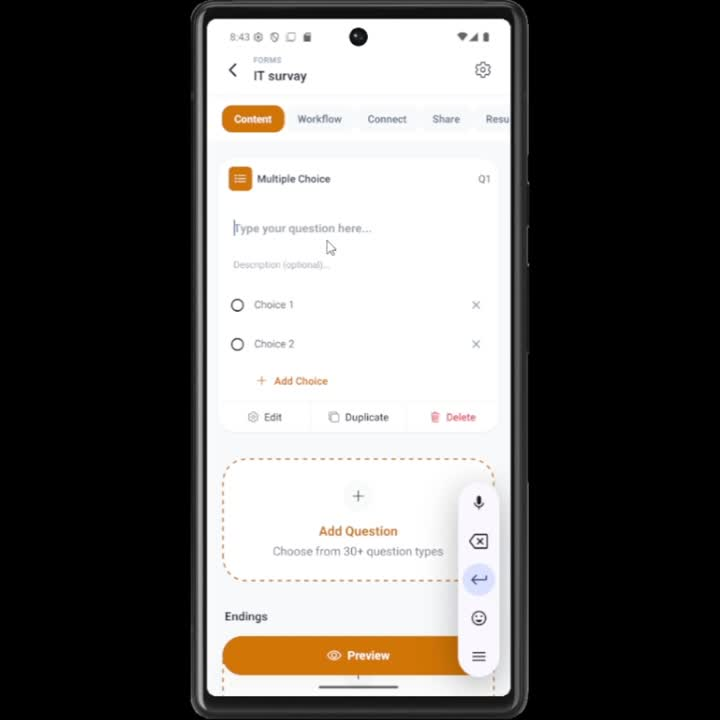 8:43
FORMS
IT survay
Content Workflow Connect Share Resu
Multiple Choice Q1
Type your question here...
Description (optional)...
Choice 1
Choice 2
+ Add Choice
Edit Duplicate Delete
Add Question
Choose from 30+ question types
Endings
Preview